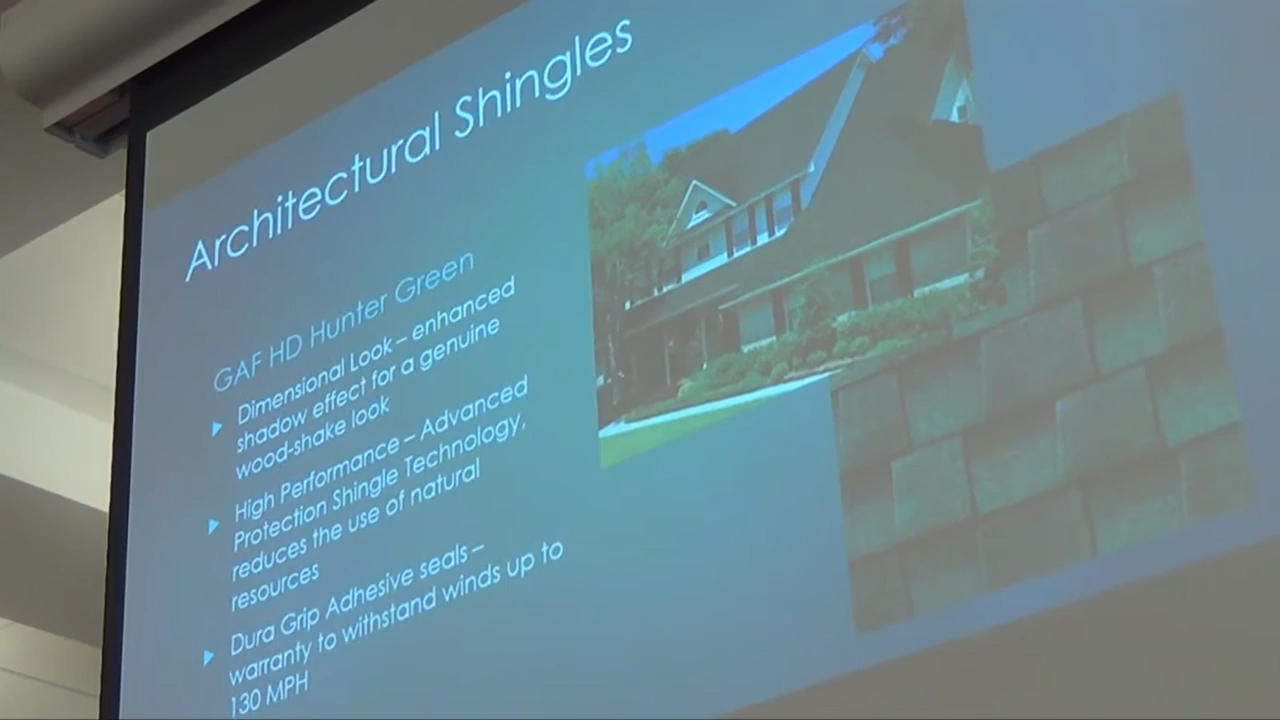 Architectural Shingles
GAF HD Hunter Green
Dimensional Look – enhanced
shadow effect for a genuine
wood-shake look
High Performance – Advanced
Protection Shingle Technology,
reduces the use of natural
resources
Dura Grip Adhesive seals –
warranty to withstand winds up to
130 MPH